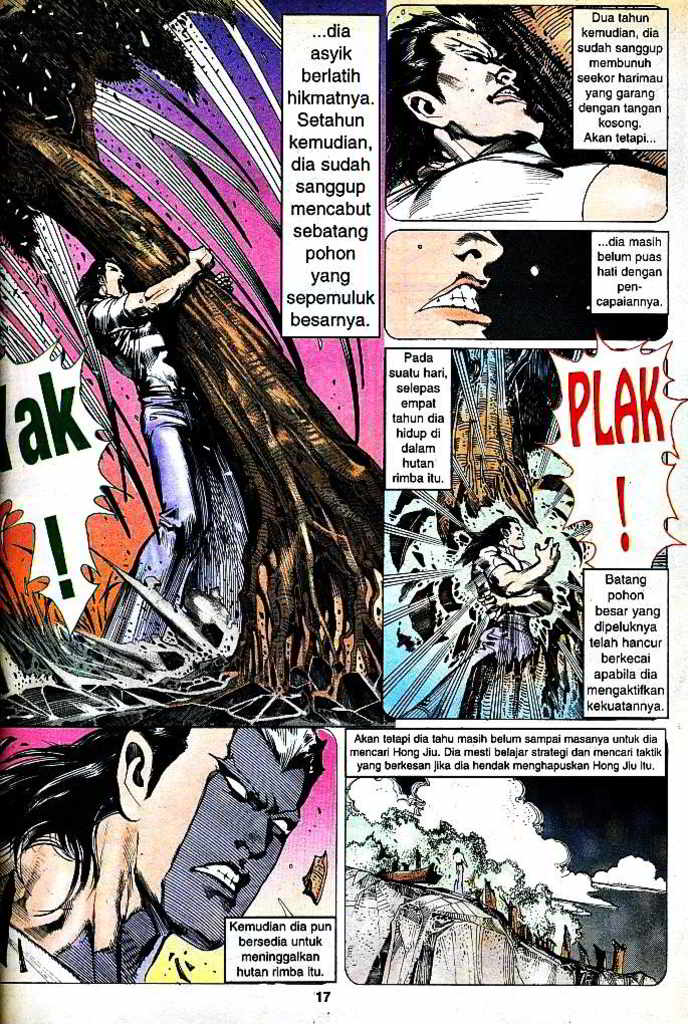 ...dia
asyik
berlatih
hikmatnya.
Setahun
kemudian,
dia sudah
sanggup
mencabut
sebatang
pohon
yang
sepemuluk
besarnya.
Dua tahun
kemudian, dia
sudah sanggup
membunuh
seekor harimau
yang garang
dengan tangan
kosong.
Akan tetapi...
...dia masih
belum puas
hati dengan
pen-
capaiannya.
ak
!
Pada
suatu hari,
selepas
empat
tahun dia
hidup di
dalam
hutan
rimba itu.
PLAK
!
Batang
pohon
besar yang
dipeluknya
telah hancur
berkecai
apabila dia
mengaktifkan
kekuatannya.
Kemudian dia pun
bersedia untuk
meninggalkan
hutan rimba itu.
Akan tetapi dia tahu masih belum sampai masanya untuk dia
mencari Hong Jiu. Dia mesti belajar strategi dan mencari taktik
yang berkesan jika dia hendak menghapuskan Hong Jiu itu.
17